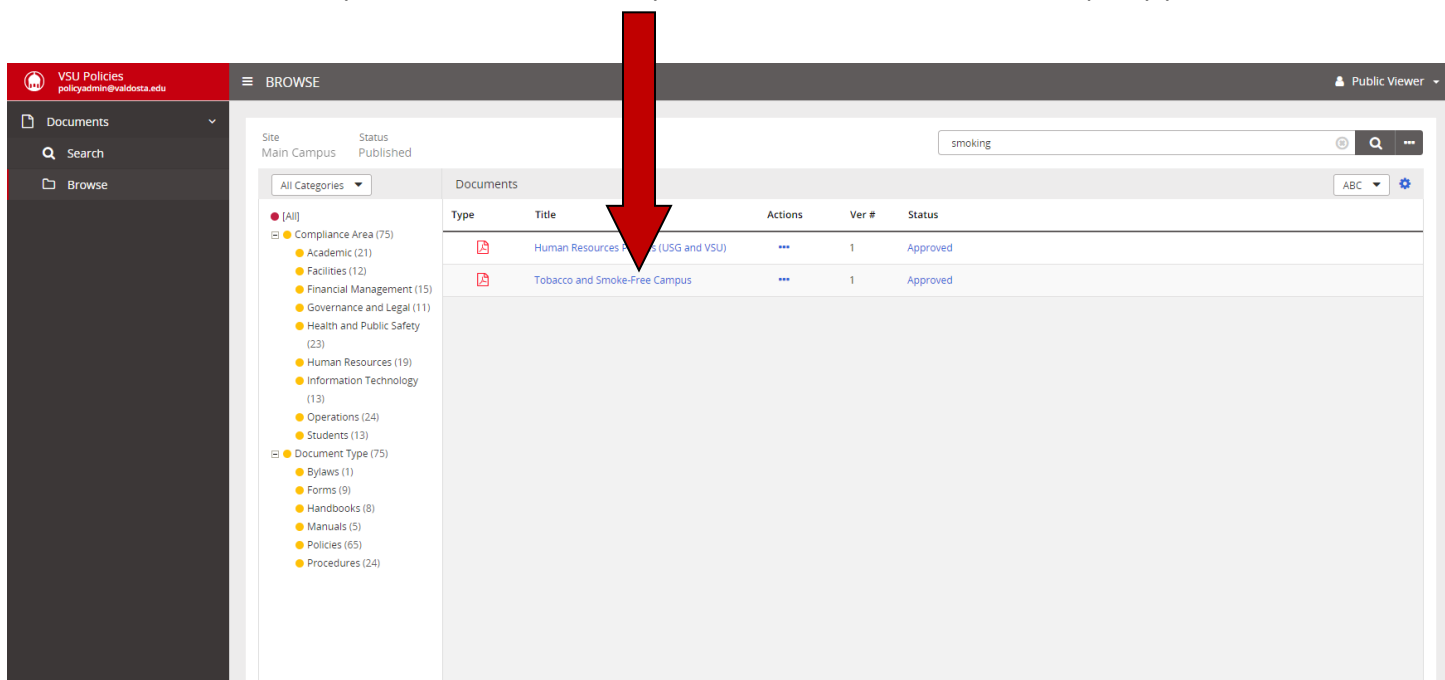 VSU Policies
policyadmin@valdosta.edu
BROWSE
Public Viewer
Documents
Search
Browse
Site Status
Main Campus Published
smoking
All Categories
Documents
ABC
Type Title Actions Ver # Status
Human Resources (USG and VSU) 1 Approved
Tobacco and Smoke-Free Campus 1 Approved
[All]
Compliance Area (75)
Academic (21)
Facilities (12)
Financial Management (15)
Governance and Legal (11)
Health and Public Safety
(23)
Human Resources (19)
Information Technology
(13)
Operations (24)
Students (13)
Document Type (75)
Bylaws (1)
Forms (9)
Handbooks (8)
Manuals (5)
Policies (65)
Procedures (24)